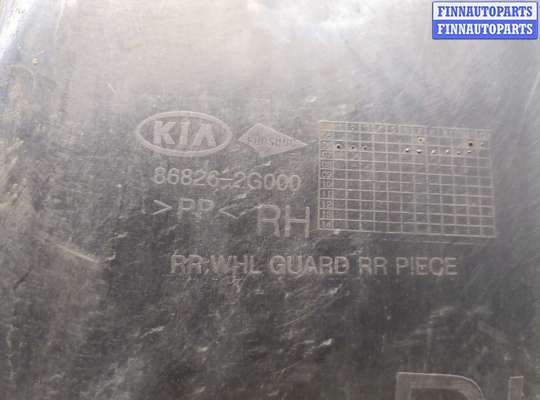 FINNAUTOPARTS
FINNAUTOPARTS
KIA
86826-2G000
>PP< RH
RR WHL GUARD RR PIECE